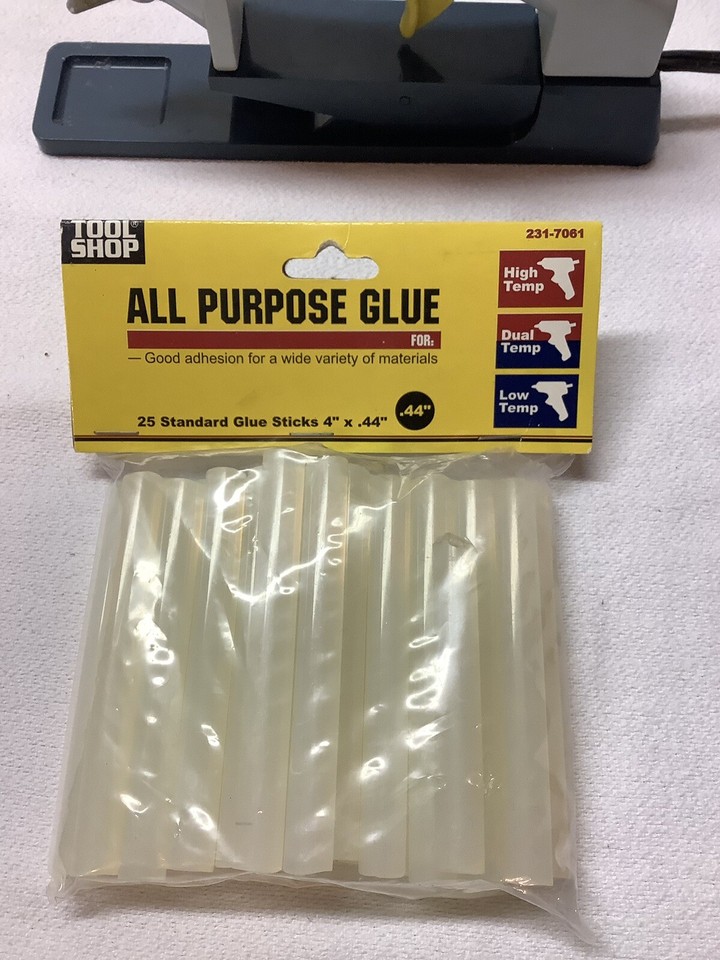 TOOL®
SHOP
231-7061
High
Temp
ALL PURPOSE GLUE
FOR:
— Good adhesion for a wide variety of materials
Dual
Temp
Low
Temp
25 Standard Glue Sticks 4" x .44"
.44"